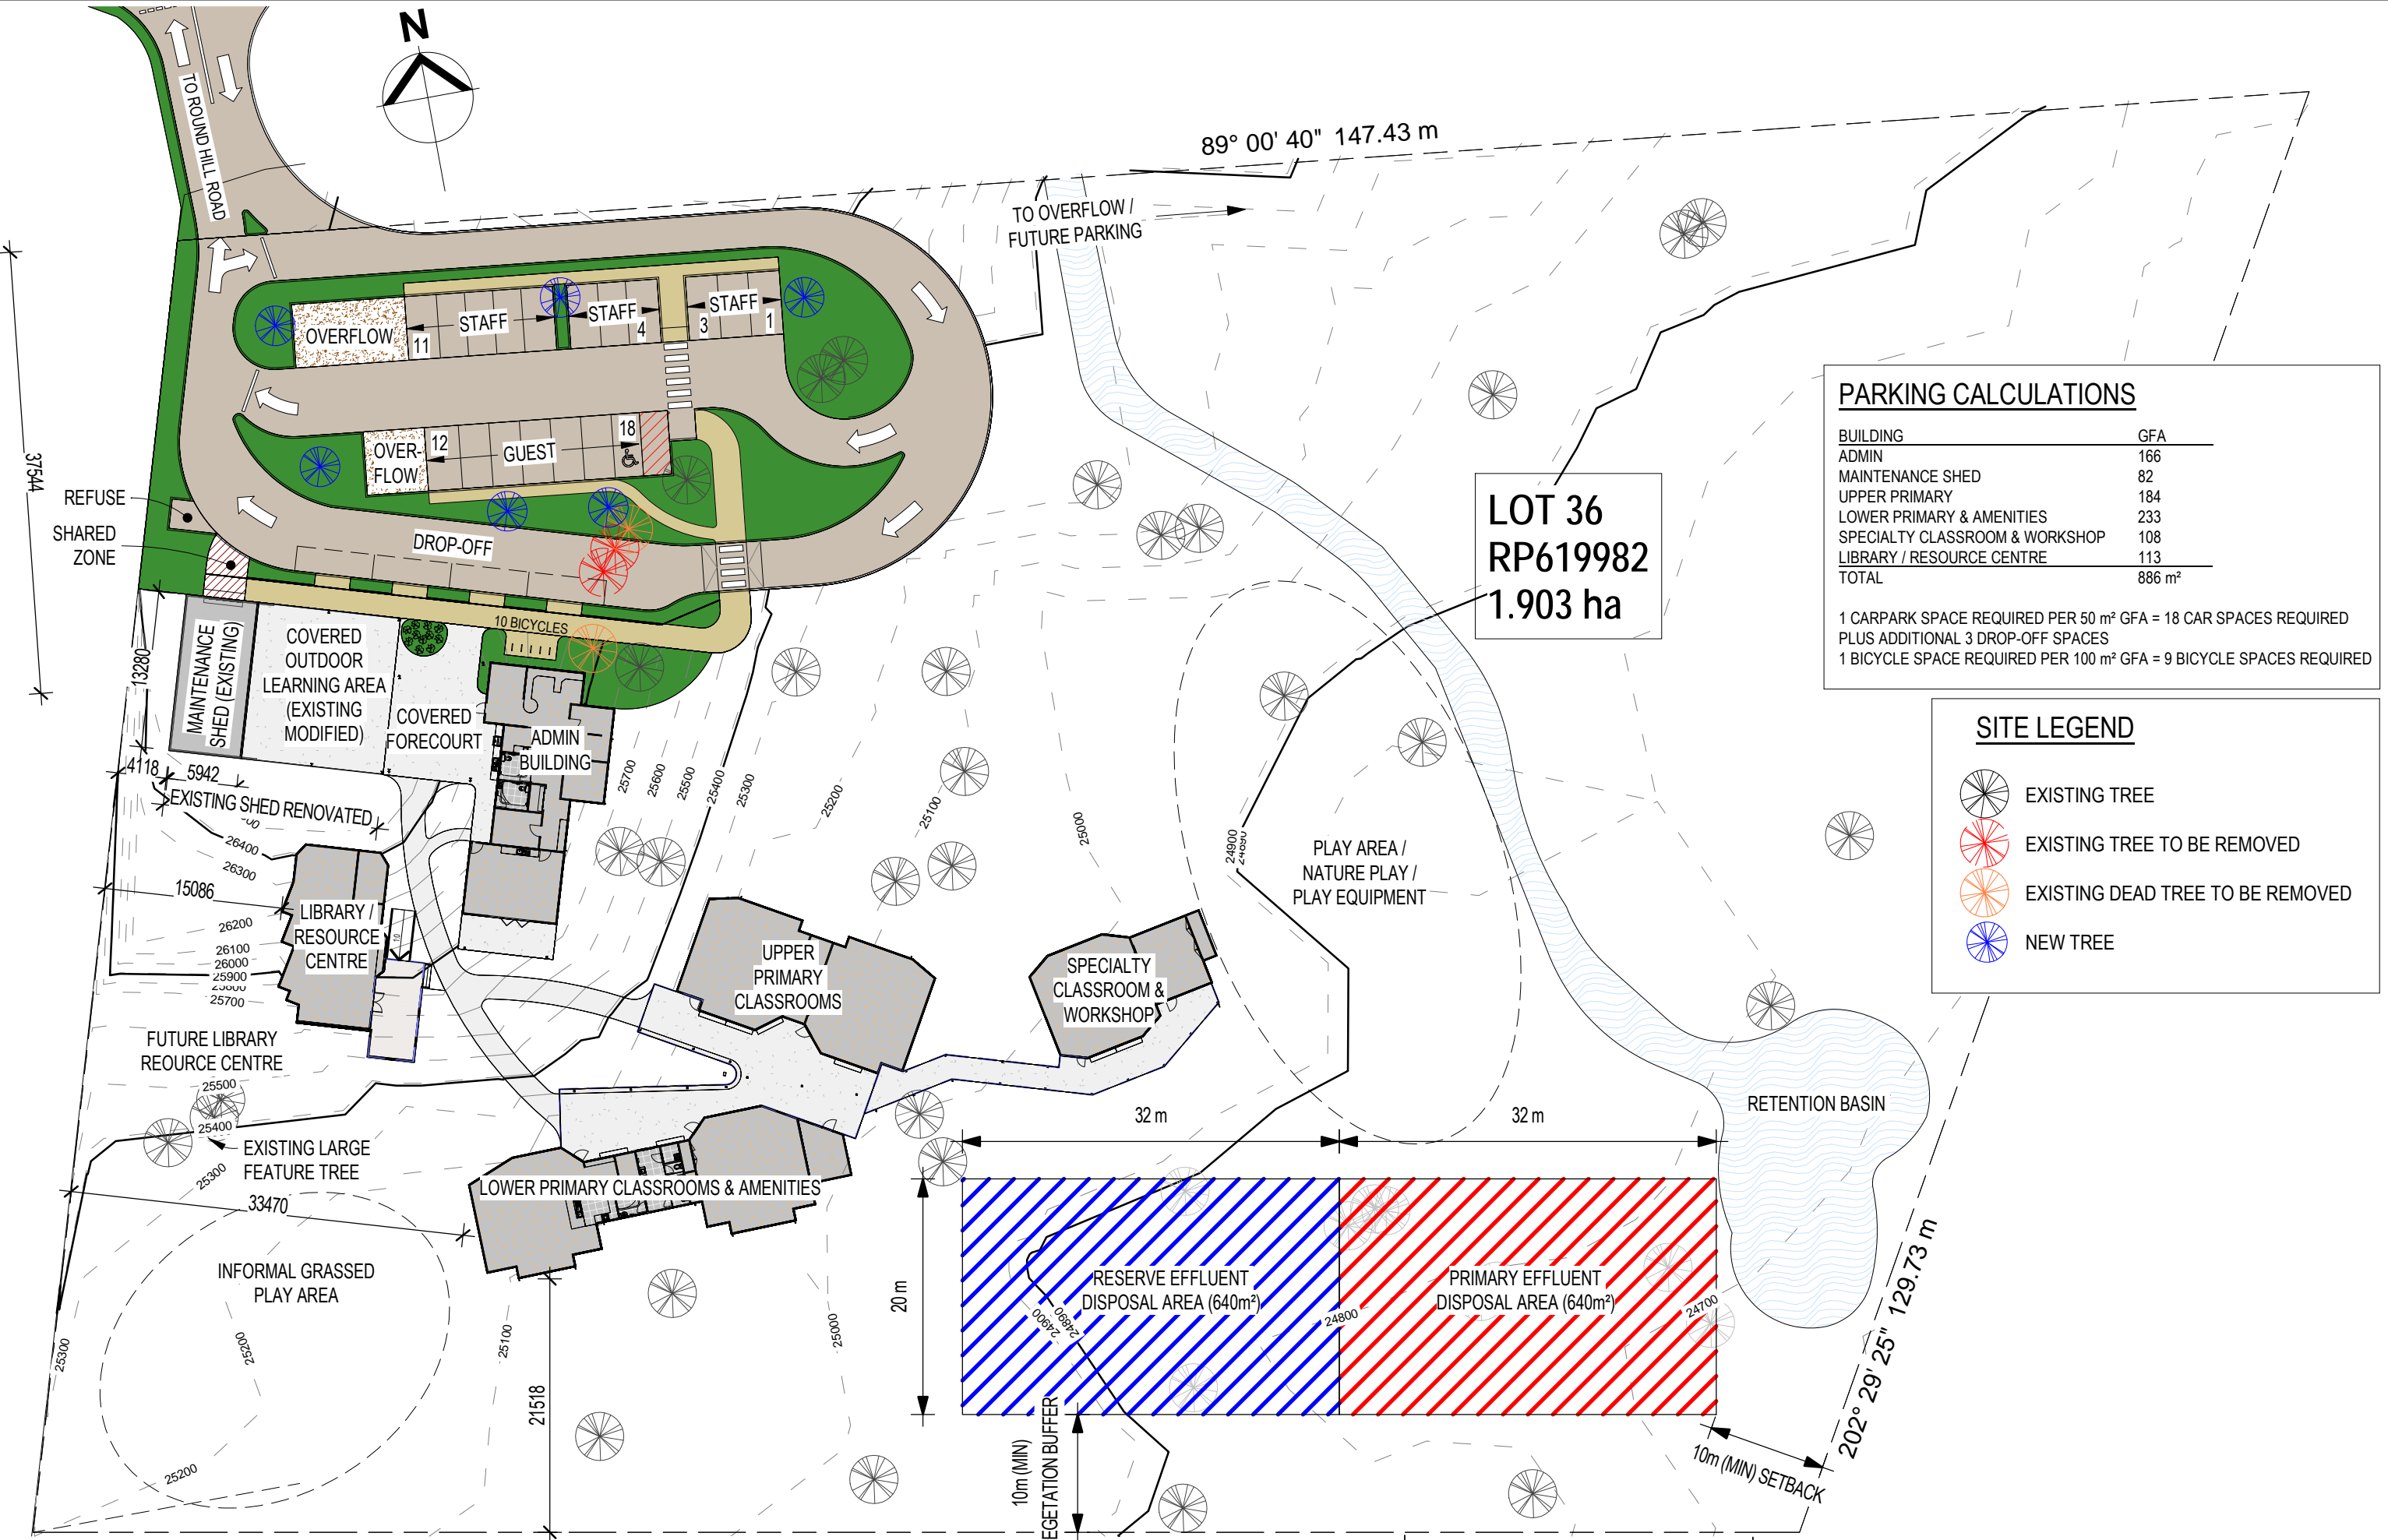 N
TO ROUND HILL ROAD
89° 00' 40" 147.43 m
TO OVERFLOW /
FUTURE PARKING
OVERFLOW
STAFF
11
STAFF
4
STAFF
3
1
OVER-
FLOW
12
GUEST
18
37544
REFUSE
SHARED
ZONE
DROP-OFF
10 BICYCLES
LOT 36
RP619982
1.903 ha
PARKING CALCULATIONS
BUILDING GFA
ADMIN 166
MAINTENANCE SHED 82
UPPER PRIMARY 184
LOWER PRIMARY & AMENITIES 233
SPECIALTY CLASSROOM & WORKSHOP 108
LIBRARY / RESOURCE CENTRE 113
TOTAL 886 m²
1 CARPARK SPACE REQUIRED PER 50 m² GFA = 18 CAR SPACES REQUIRED
PLUS ADDITIONAL 3 DROP-OFF SPACES
1 BICYCLE SPACE REQUIRED PER 100 m² GFA = 9 BICYCLE SPACES REQUIRED
SITE LEGEND
EXISTING TREE
EXISTING TREE TO BE REMOVED
EXISTING DEAD TREE TO BE REMOVED
NEW TREE
13280
MAINTENANCE
SHED (EXISTING)
COVERED
OUTDOOR
LEARNING AREA
(EXISTING
MODIFIED)
COVERED
FORECOURT
ADMIN
BUILDING
4118
5942
EXISTING SHED RENOVATED
25700
25600
25500
25400
25300
25200
25100
25000
24900
24890
26400
26300
15086
26200
26100
26000
25900
25800
25700
LIBRARY /
RESOURCE
CENTRE
10
UPPER
PRIMARY
CLASSROOMS
SPECIALTY
CLASSROOM &
WORKSHOP
PLAY AREA /
NATURE PLAY /
PLAY EQUIPMENT
FUTURE LIBRARY
REOURCE CENTRE
25500
25400
EXISTING LARGE
FEATURE TREE
25300
33470
LOWER PRIMARY CLASSROOMS & AMENITIES
INFORMAL GRASSED
PLAY AREA
25300
25200
25200
25100
25000
21518
32 m
32 m
20 m
RESERVE EFFLUENT
DISPOSAL AREA (640m²)
PRIMARY EFFLUENT
DISPOSAL AREA (640m²)
24900
24890
24800
24700
RETENTION BASIN
202° 29' 25" 129.73 m
10m (MIN)
EGETATION BUFFER
10m (MIN) SETBACK